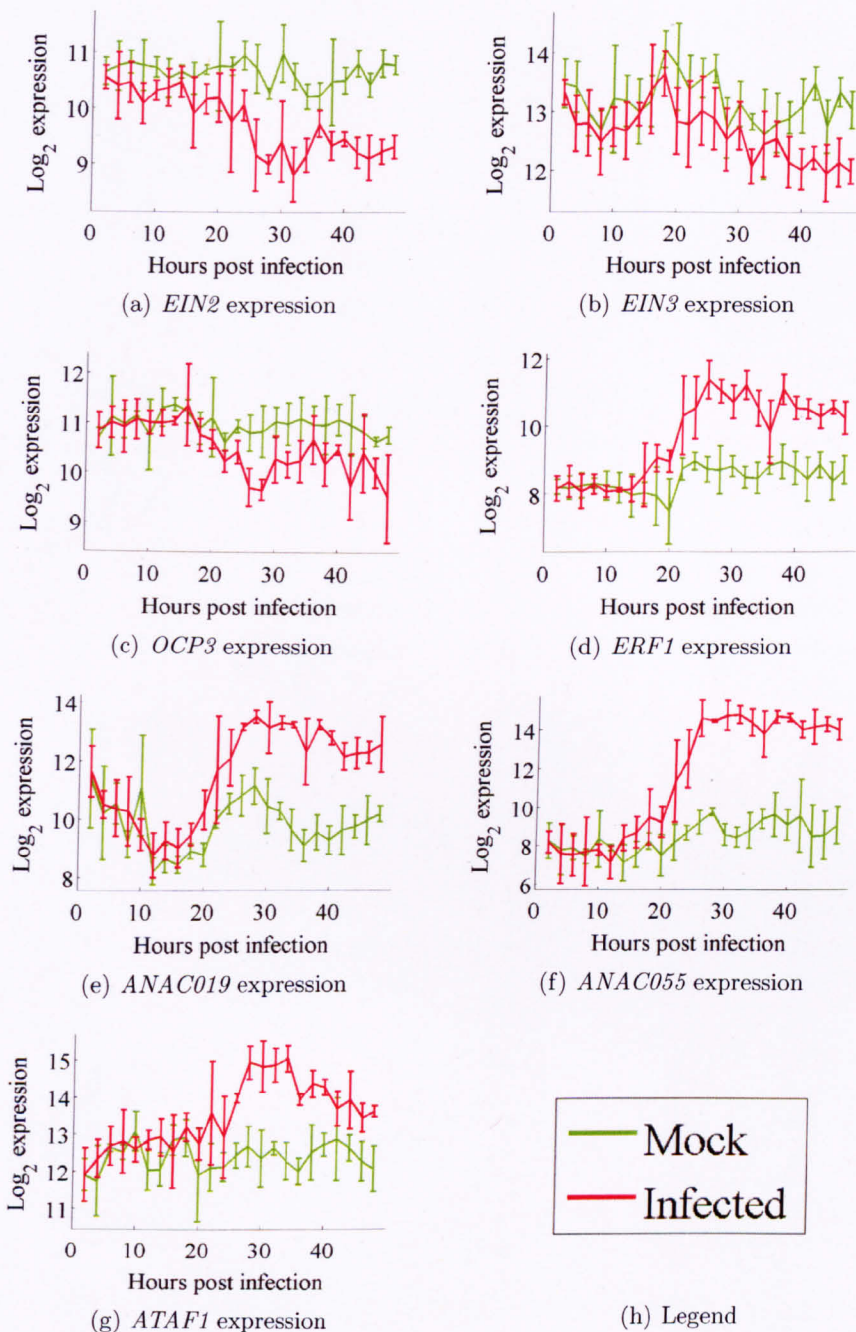 11
10
9
Log2 expression
0 10 20 30 40
Hours post infection
(a) EIN2 expression
14
13
12
Log2 expression
0 10 20 30 40
Hours post infection
(b) EIN3 expression
12
11
10
9
Log2 expression
0 10 20 30 40
Hours post infection
(c) OCP3 expression
12
10
8
Log2 expression
0 10 20 30 40
Hours post infection
(d) ERF1 expression
14
12
10
8
Log2 expression
0 10 20 30 40
Hours post infection
(e) ANAC019 expression
14
12
10
8
6
Log2 expression
0 10 20 30 40
Hours post infection
(f) ANAC055 expression
15
14
13
12
11
Log2 expression
0 10 20 30 40
Hours post infection
(g) ATAF1 expression
Mock
Infected
(h) Legend